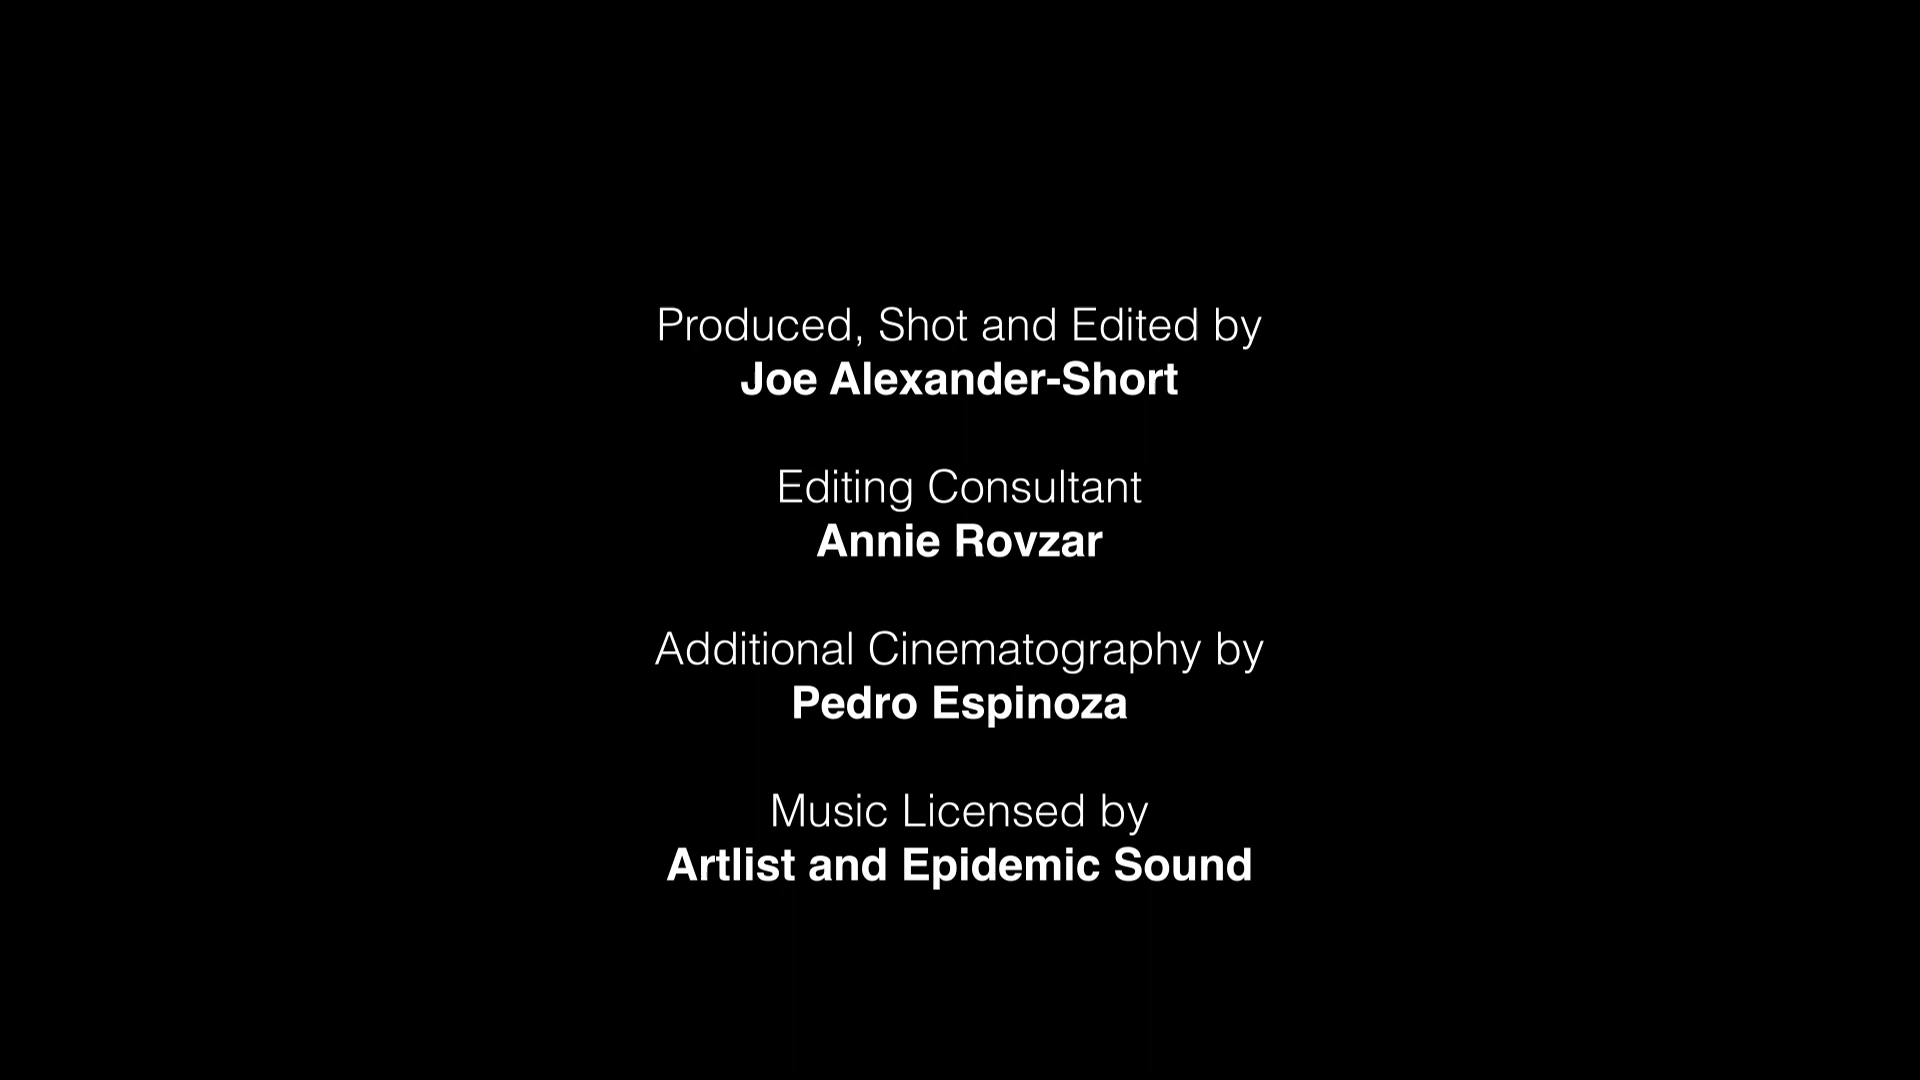 Produced, Shot and Edited by
Joe Alexander-Short
Editing Consultant
Annie Rovzar
Additional Cinematography by
Pedro Espinoza
Music Licensed by
Artlist and Epidemic Sound